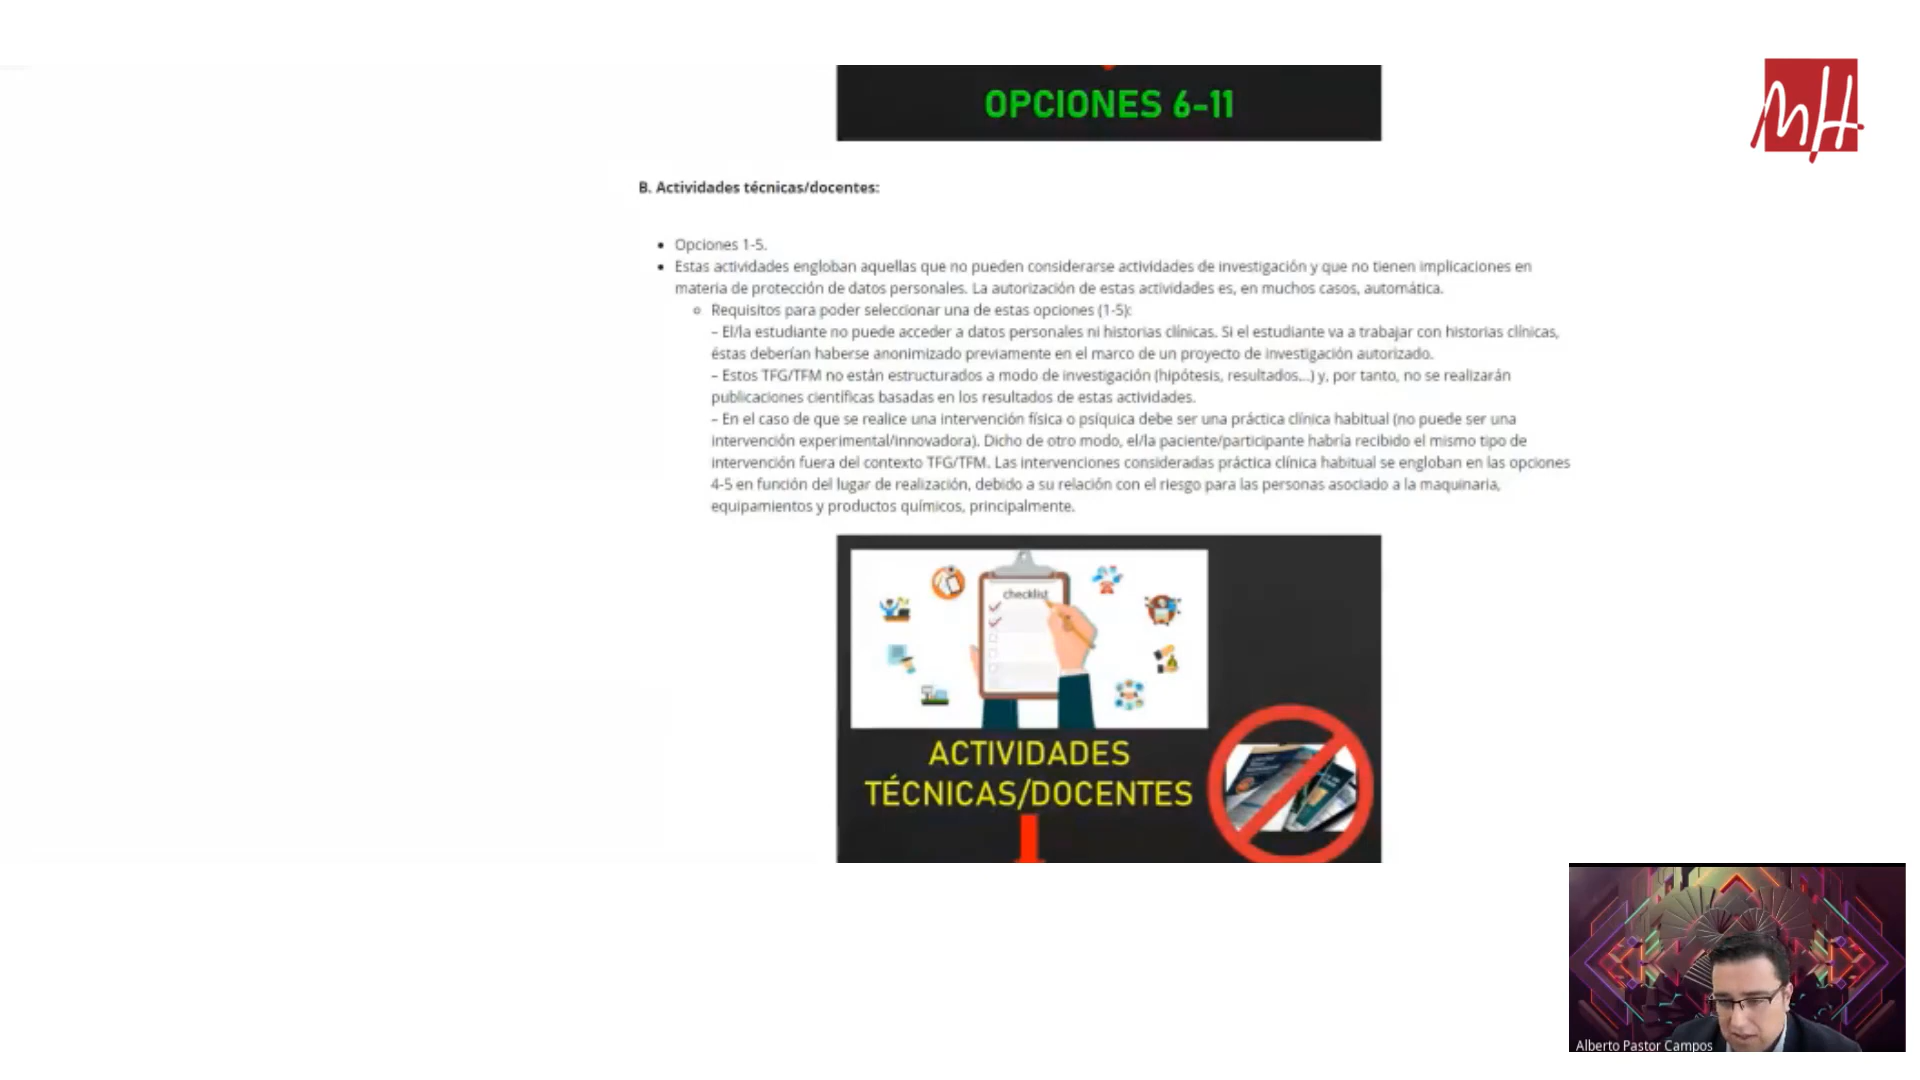 OPCIONES 6-11
MH
B. Actividades técnicas/docentes:
• Opciones 1-5.
• Estas actividades engloban aquellas que no pueden considerarse actividades de investigación y que no tienen implicaciones en
materia de protección de datos personales. La autorización de estas actividades es, en muchos casos, automática.
o Requisitos para poder seleccionar una de estas opciones (1-5):
– El/la estudiante no puede acceder a datos personales ni historias clínicas. Si el estudiante va a trabajar con historias clínicas,
éstas deberían haberse anonimizado previamente en el marco de un proyecto de investigación autorizado.
– Estos TFG/TFM no están estructurados a modo de investigación (hipótesis, resultados...) y, por tanto, no se realizarán
publicaciones científicas basadas en los resultados de estas actividades.
– En el caso de que se realice una intervención física o psíquica debe ser una práctica clínica habitual (no puede ser una
intervención experimental/innovadora). Dicho de otro modo, el/la paciente/participante habría recibido el mismo tipo de
intervención fuera del contexto TFG/TFM. Las intervenciones consideradas práctica clínica habitual se engloban en las opciones
4-5 en función del lugar de realización, debido a su relación con el riesgo para las personas asociado a la maquinaria,
equipamientos y productos químicos, principalmente.
checklist
ACTIVIDADES
TÉCNICAS/DOCENTES
Alberto Pastor Campos